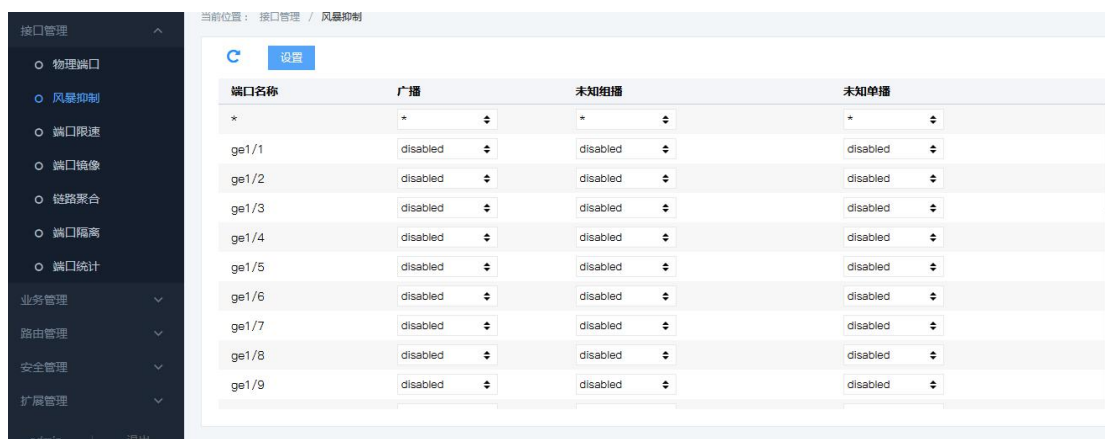 当前位置： 接口管理 / 风暴抑制
接口管理
物理端口
风暴抑制
端口限速
端口镜像
链路聚合
端口隔离
端口统计
业务管理
路由管理
安全管理
扩展管理
admin 退出
设置
端口名称 广播 未知组播 未知单播
* * * *
ge1/1 disabled disabled disabled
ge1/2 disabled disabled disabled
ge1/3 disabled disabled disabled
ge1/4 disabled disabled disabled
ge1/5 disabled disabled disabled
ge1/6 disabled disabled disabled
ge1/7 disabled disabled disabled
ge1/8 disabled disabled disabled
ge1/9 disabled disabled disabled